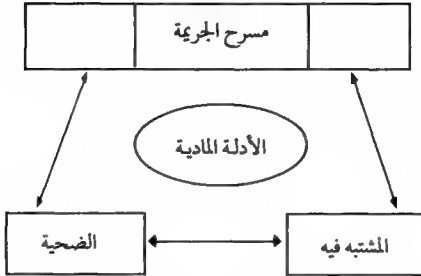 مسرح الجريمة
الأدلة المادية
المشتبه فيه
الضحية